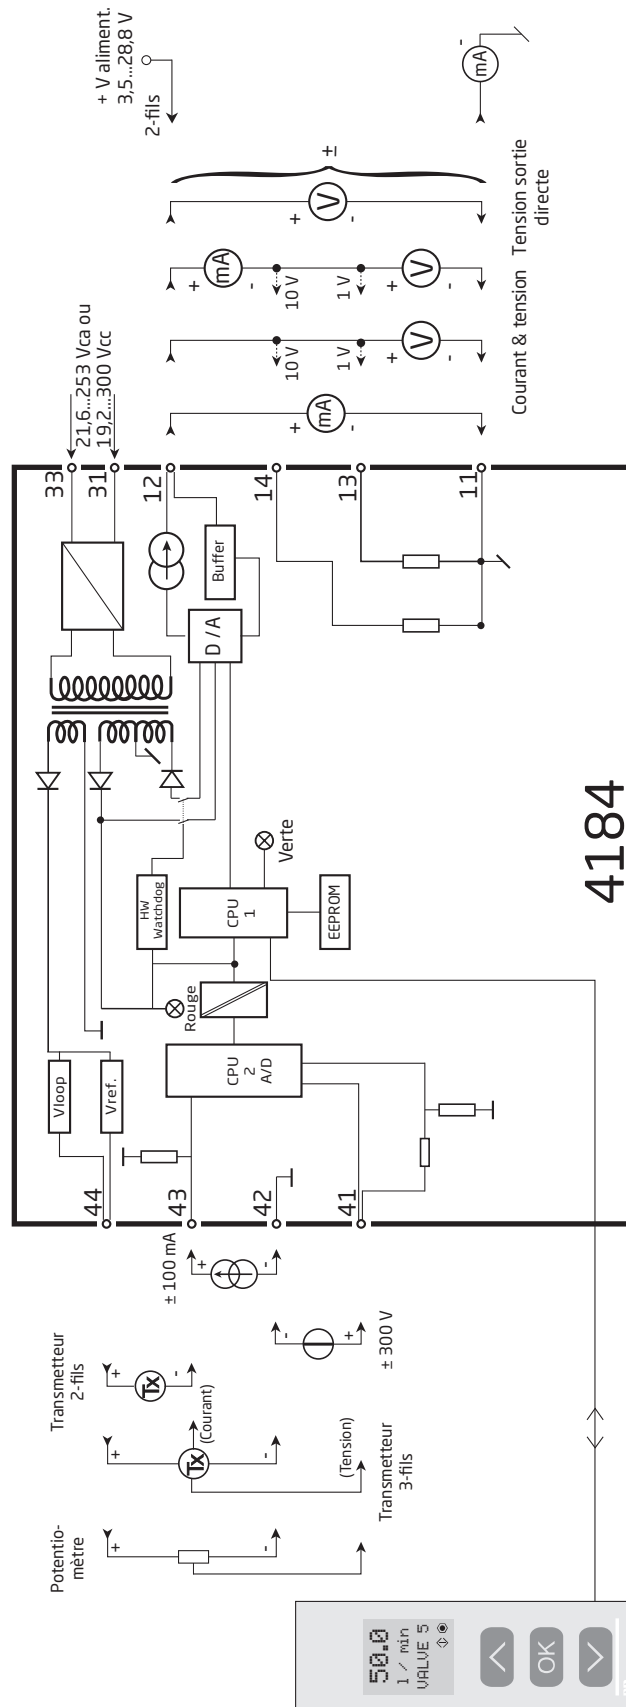 Potentio-
mètre
+
-
Transmetteur
2-fils
+
-
Tx
+
-
Tx
(Courant)
(Tension)
Transmetteur
3-fils
± 100 mA
+
-
-
+
± 300 V
44
43
42
41
Vloop
Vref.
CPU
2
A/D
Rouge
HW
Watchdog
CPU
1
EEPROM
Verte
D/A
Buffer
33
31
12
14
13
11
21,6...253 Vca ou
19,2...300 Vcc
+
mA
-
10 V
1 V
+
V
-
+
mA
-
10 V
1 V
+
V
-
+
V
-
±
Courant & tension
Tension sortie
directe
+ V aliment.
3,5...28,8 V
2-fils
mA
-
4184
50.0
l / min
VALVE 5
OK